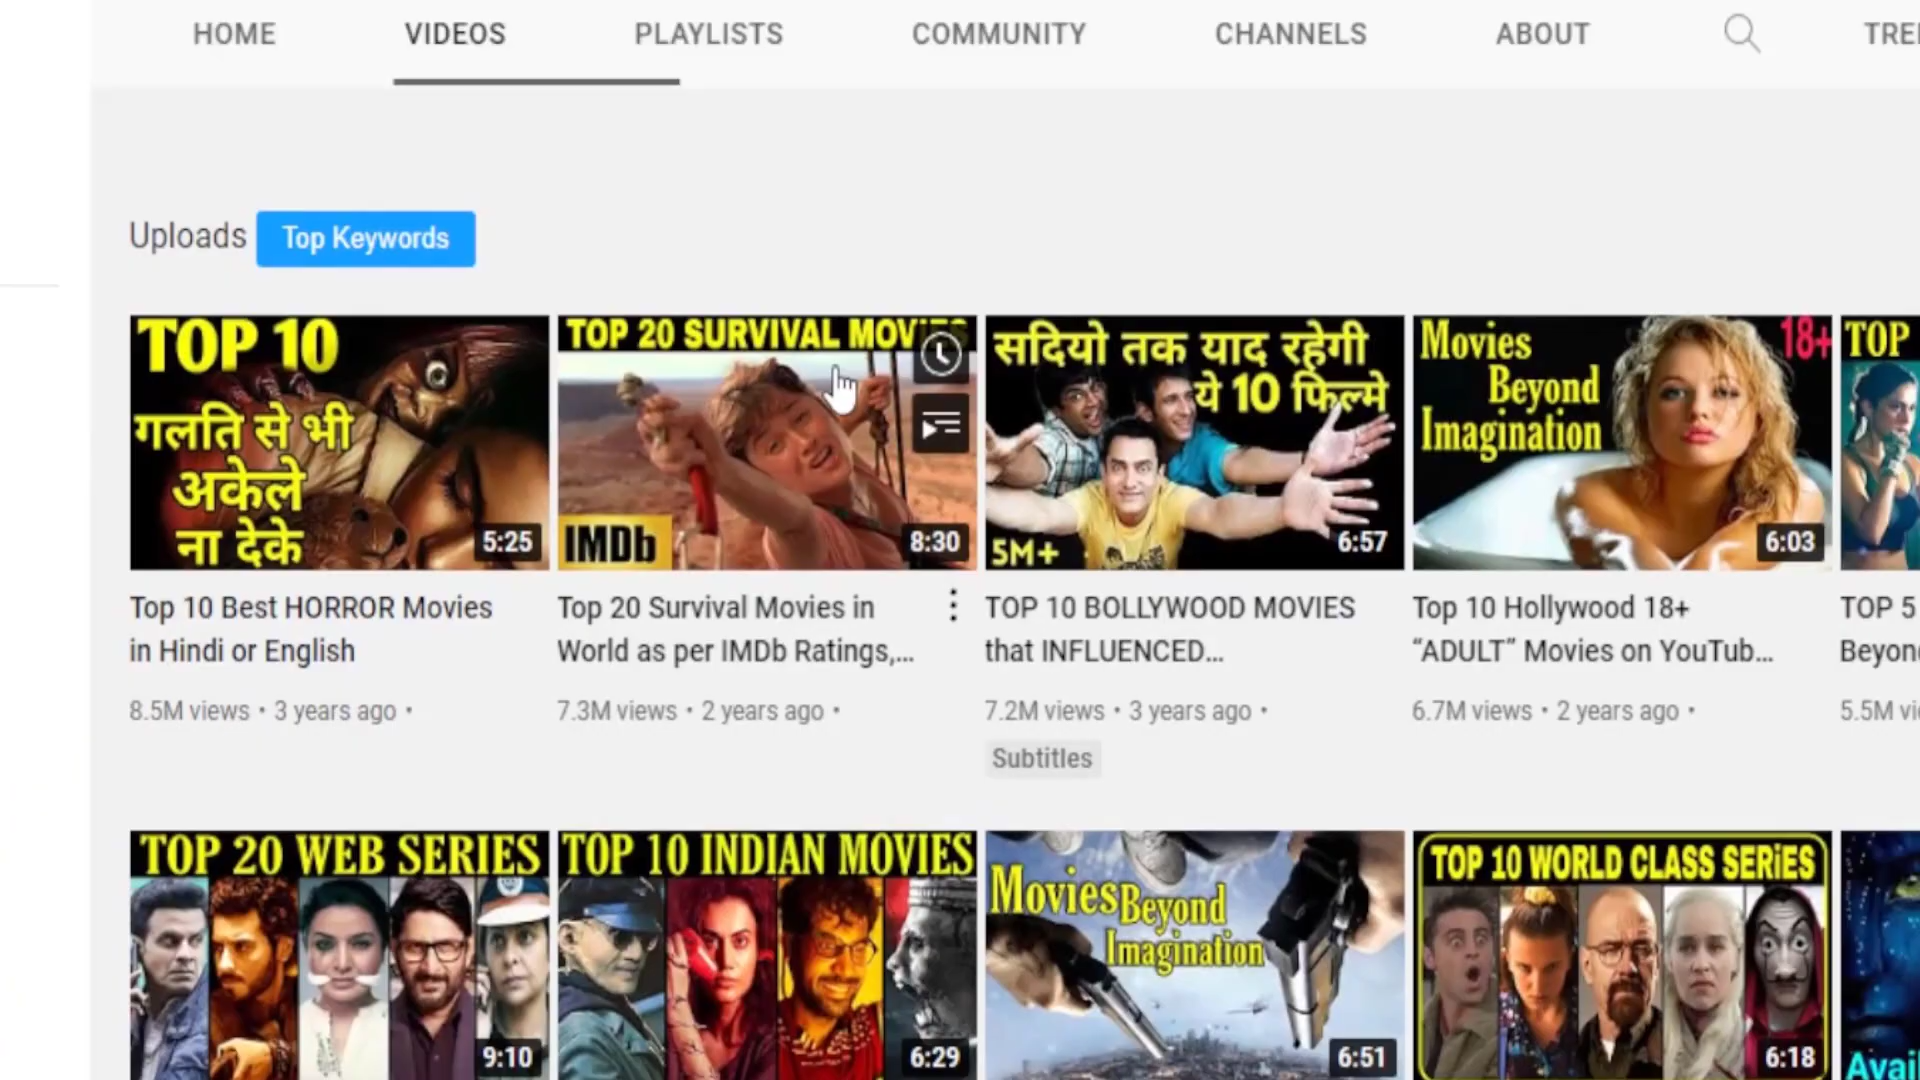 HOME VIDEOS PLAYLISTS COMMUNITY CHANNELS ABOUT
Uploads Top Keywords
TOP 10
गलति से भी
अकेले
ना देके
5:25
TOP 20 SURVIVAL
IMDb
8:30
सदियो तक याद रहेगी
ये 10 फिल्मे
5M+
6:57
Movies
Beyond
Imagination
18+
6:03
TOP
Top 10 Best HORROR Movies
in Hindi or English
8.5M views • 3 years ago •
Top 20 Survival Movies in
World as per IMDb Ratings,...
7.3M views • 2 years ago •
TOP 10 BOLLYWOOD MOVIES
that INFLUENCED...
7.2M views • 3 years ago •
Subtitles
Top 10 Hollywood 18+
“ADULT” Movies on YouTub...
6.7M views • 2 years ago •
TOP 5
5.5M
TOP 20 WEB SERIES
9:10
TOP 10 INDIAN MOVIES
6:29
Movies Beyond
Imagination
6:51
TOP 10 WORLD CLASS SERiES
6:18